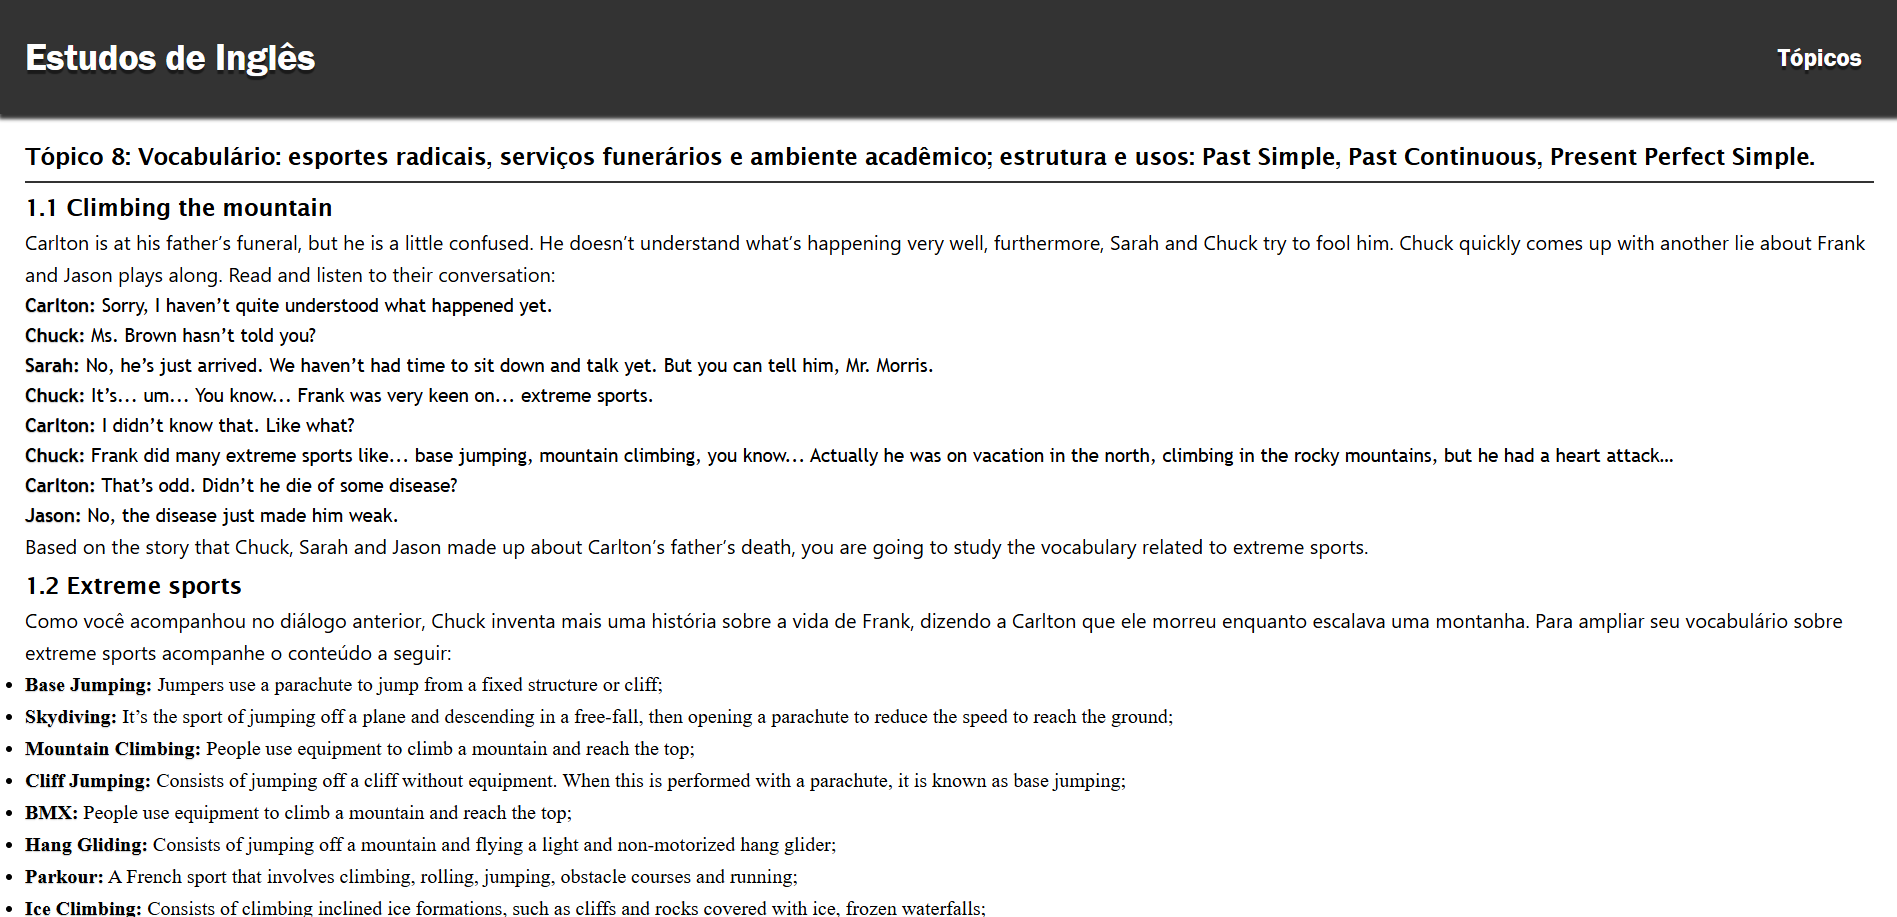 Estudos de Inglês
Tópicos
Tópico 8: Vocabulário: esportes radicais, serviços funerários e ambiente acadêmico; estrutura e usos: Past Simple, Past Continuous, Present Perfect Simple.
1.1 Climbing the mountain
Carlton is at his father’s funeral, but he is a little confused. He doesn’t understand what’s happening very well, furthermore, Sarah and Chuck try to fool him. Chuck quickly comes up with another lie about Frank
and Jason plays along. Read and listen to their conversation:
Carlton: Sorry, I haven’t quite understood what happened yet.
Chuck: Ms. Brown hasn’t told you?
Sarah: No, he’s just arrived. We haven’t had time to sit down and talk yet. But you can tell him, Mr. Morris.
Chuck: It’s… um… You know… Frank was very keen on… extreme sports.
Carlton: I didn’t know that. Like what?
Chuck: Frank did many extreme sports like… base jumping, mountain climbing, you know… Actually he was on vacation in the north, climbing in the rocky mountains, but he had a heart attack...
Carlton: That’s odd. Didn’t he die of some disease?
Jason: No, the disease just made him weak.
Based on the story that Chuck, Sarah and Jason made up about Carlton’s father’s death, you are going to study the vocabulary related to extreme sports.
1.2 Extreme sports
Como você acompanhou no diálogo anterior, Chuck inventa mais uma história sobre a vida de Frank, dizendo a Carlton que ele morreu enquanto escalava uma montanha. Para ampliar seu vocabulário sobre
extreme sports acompanhe o conteúdo a seguir:
• Base Jumping: Jumpers use a parachute to jump from a fixed structure or cliff;
• Skydiving: It’s the sport of jumping off a plane and descending in a free-fall, then opening a parachute to reduce the speed to reach the ground;
• Mountain Climbing: People use equipment to climb a mountain and reach the top;
• Cliff Jumping: Consists of jumping off a cliff without equipment. When this is performed with a parachute, it is known as base jumping;
• BMX: People use equipment to climb a mountain and reach the top;
• Hang Gliding: Consists of jumping off a mountain and flying a light and non-motorized hang glider;
• Parkour: A French sport that involves climbing, rolling, jumping, obstacle courses and running;
• Ice Climbing: Consists of climbing inclined ice formations, such as cliffs and rocks covered with ice, frozen waterfalls;